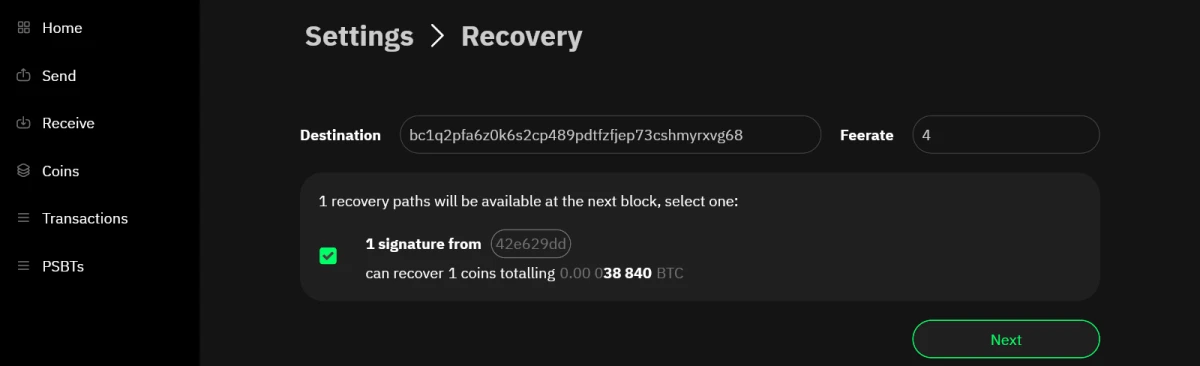 Home
Send
Receive
Coins
Transactions
PSBTs
Settings > Recovery
Destination bc1q2pfa6z0k6s2cp489pdtfzfjep73cshmyrxvg68 Feerate 4
1 recovery paths will be available at the next block, select one:
1 signature from 42e629dd
can recover 1 coins totalling 0.00 038 840 BTC
Next